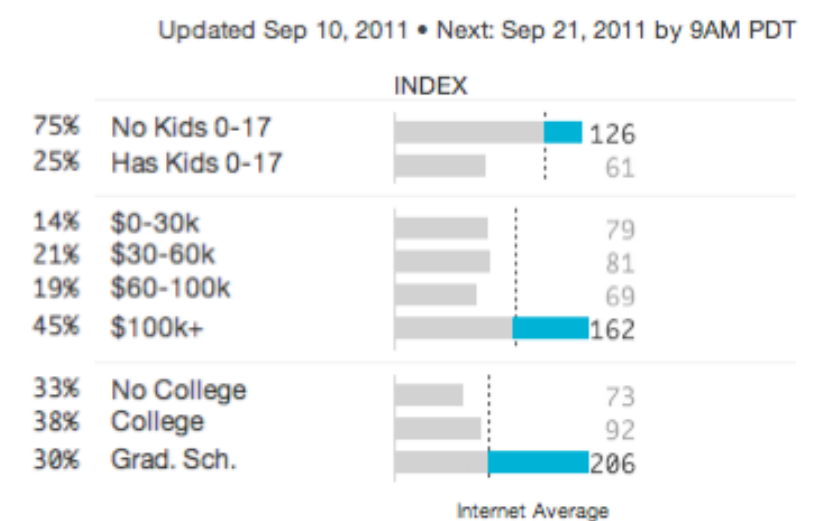 Updated Sep 10, 2011 • Next: Sep 21, 2011 by 9AM PDT
INDEX
75% No Kids 0-17 126
25% Has Kids 0-17 61
14% $0-30k 79
21% $30-60k 81
19% $60-100k 69
45% $100k+ 162
33% No College 73
38% College 92
30% Grad. Sch. 206
Internet Average